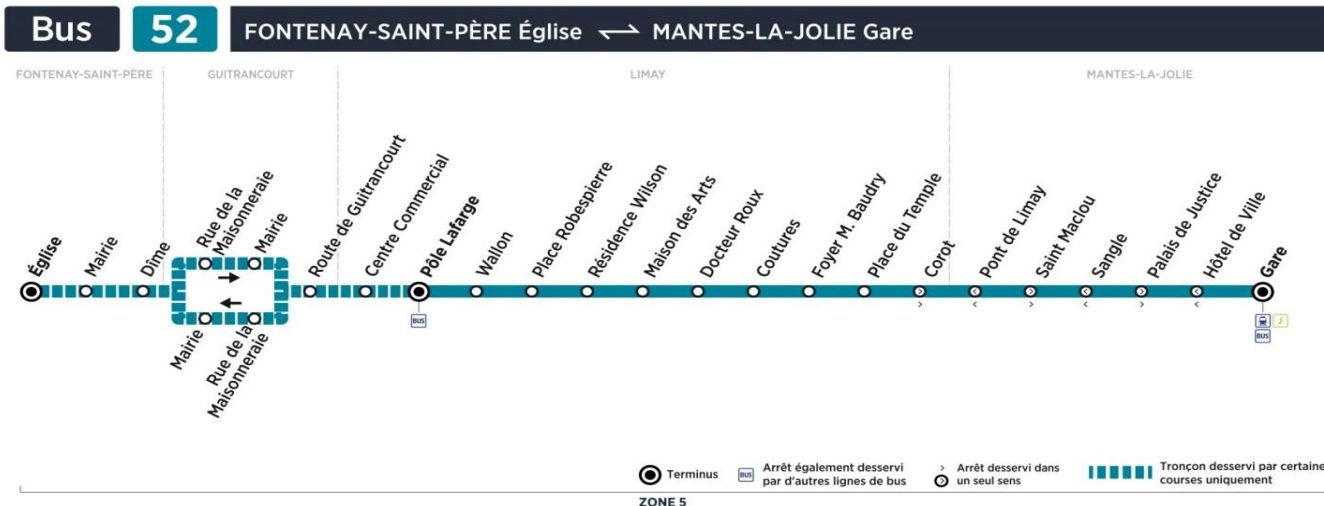 Bus 52 FONTENAY-SAINT-PÈRE Église MANTES-LA-JOLIE Gare
FONTENAY-SAINT-PÈRE GUITRANCOURT LIMAY MANTES-LA-JOLIE
Église
Mairie
Dîme
Rue de la
Maisonneraie
Mairie
Mairie
Rue de la
Maisonneraie
Route de Guitrancourt
Centre Commercial
Pôle Lafarge
BUS
Wallon
Place Robespierre
Résidence Wilson
Maison des Arts
Docteur Roux
Coutures
Foyer M. Baudry
Place du Temple
Corot
Pont de Limay
Saint Maclou
Sangle
Palais de Justice
Hôtel de Ville
Gare
J
BUS
Terminus
BUS
Arrêt également desservi
par d'autres lignes de bus
Arrêt desservi dans
un seul sens
Tronçon desservi par certaine
courses uniquement
ZONE 5